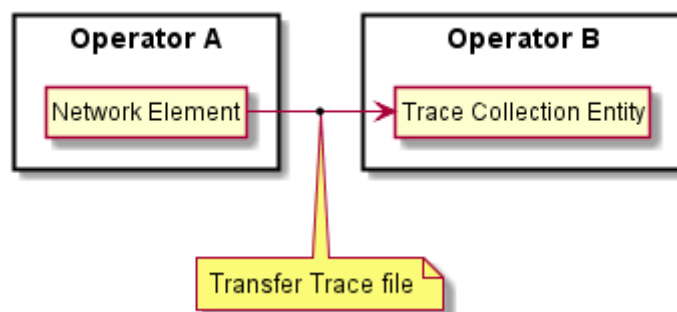 Operator A
Operator B
Network Element
Trace Collection Entity
Transfer Trace file